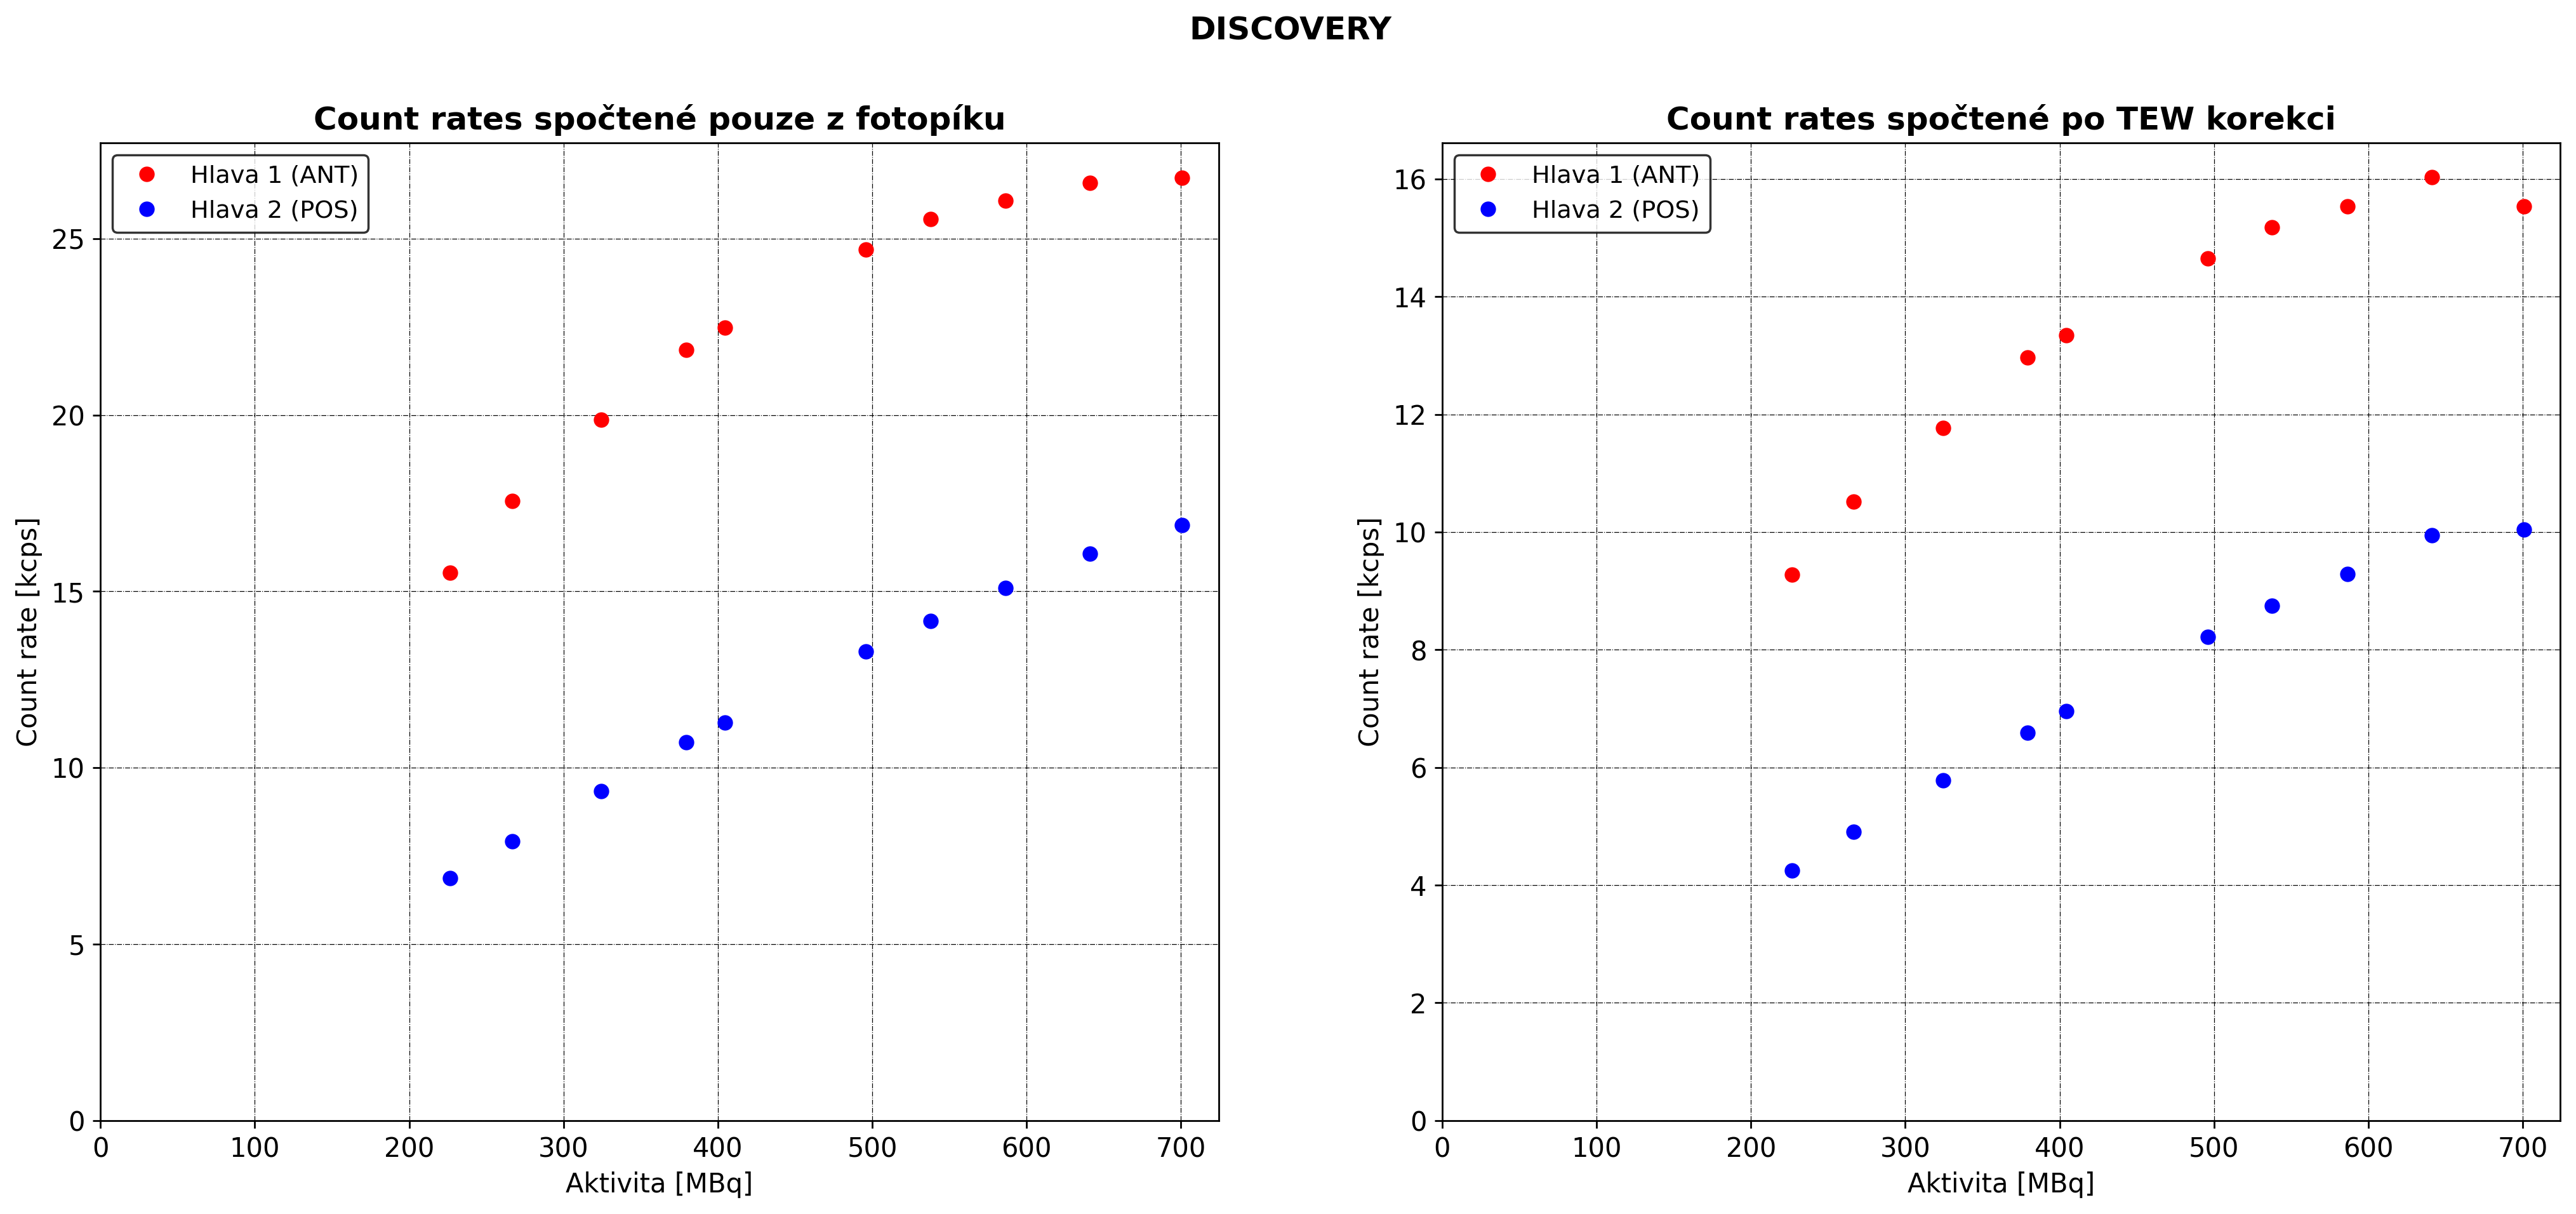 DISCOVERY
Count rates spočtené pouze z fotopíku
Hlava 1 (ANT)
Hlava 2 (POS)
25
20
15
10
5
0
Count rate [kcps]
0 100 200 300 400 500 600 700
Aktivita [MBq]
Count rates spočtené po TEW korekci
Hlava 1 (ANT)
Hlava 2 (POS)
16
14
12
10
8
6
4
2
0
Count rate [kcps]
0 100 200 300 400 500 600 700
Aktivita [MBq]